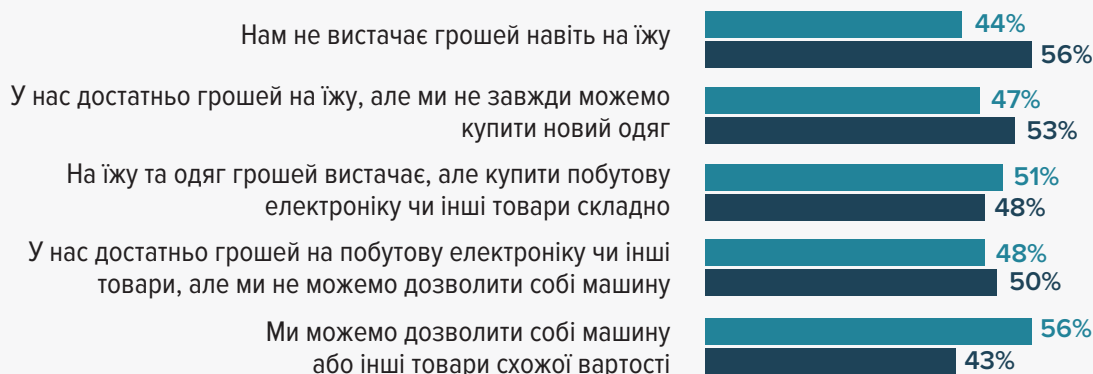 Нам не вистачає грошей навіть на їжу
44%
56%
У нас достатньо грошей на їжу, але ми не завжди можемо
купити новий одяг
47%
53%
На їжу та одяг грошей вистачає, але купити побутову
електроніку чи інші товари складно
51%
48%
У нас достатньо грошей на побутову електроніку чи інші
товари, але ми не можемо дозволити собі машину
48%
50%
Ми можемо дозволити собі машину
або інші товари схожої вартості
56%
43%